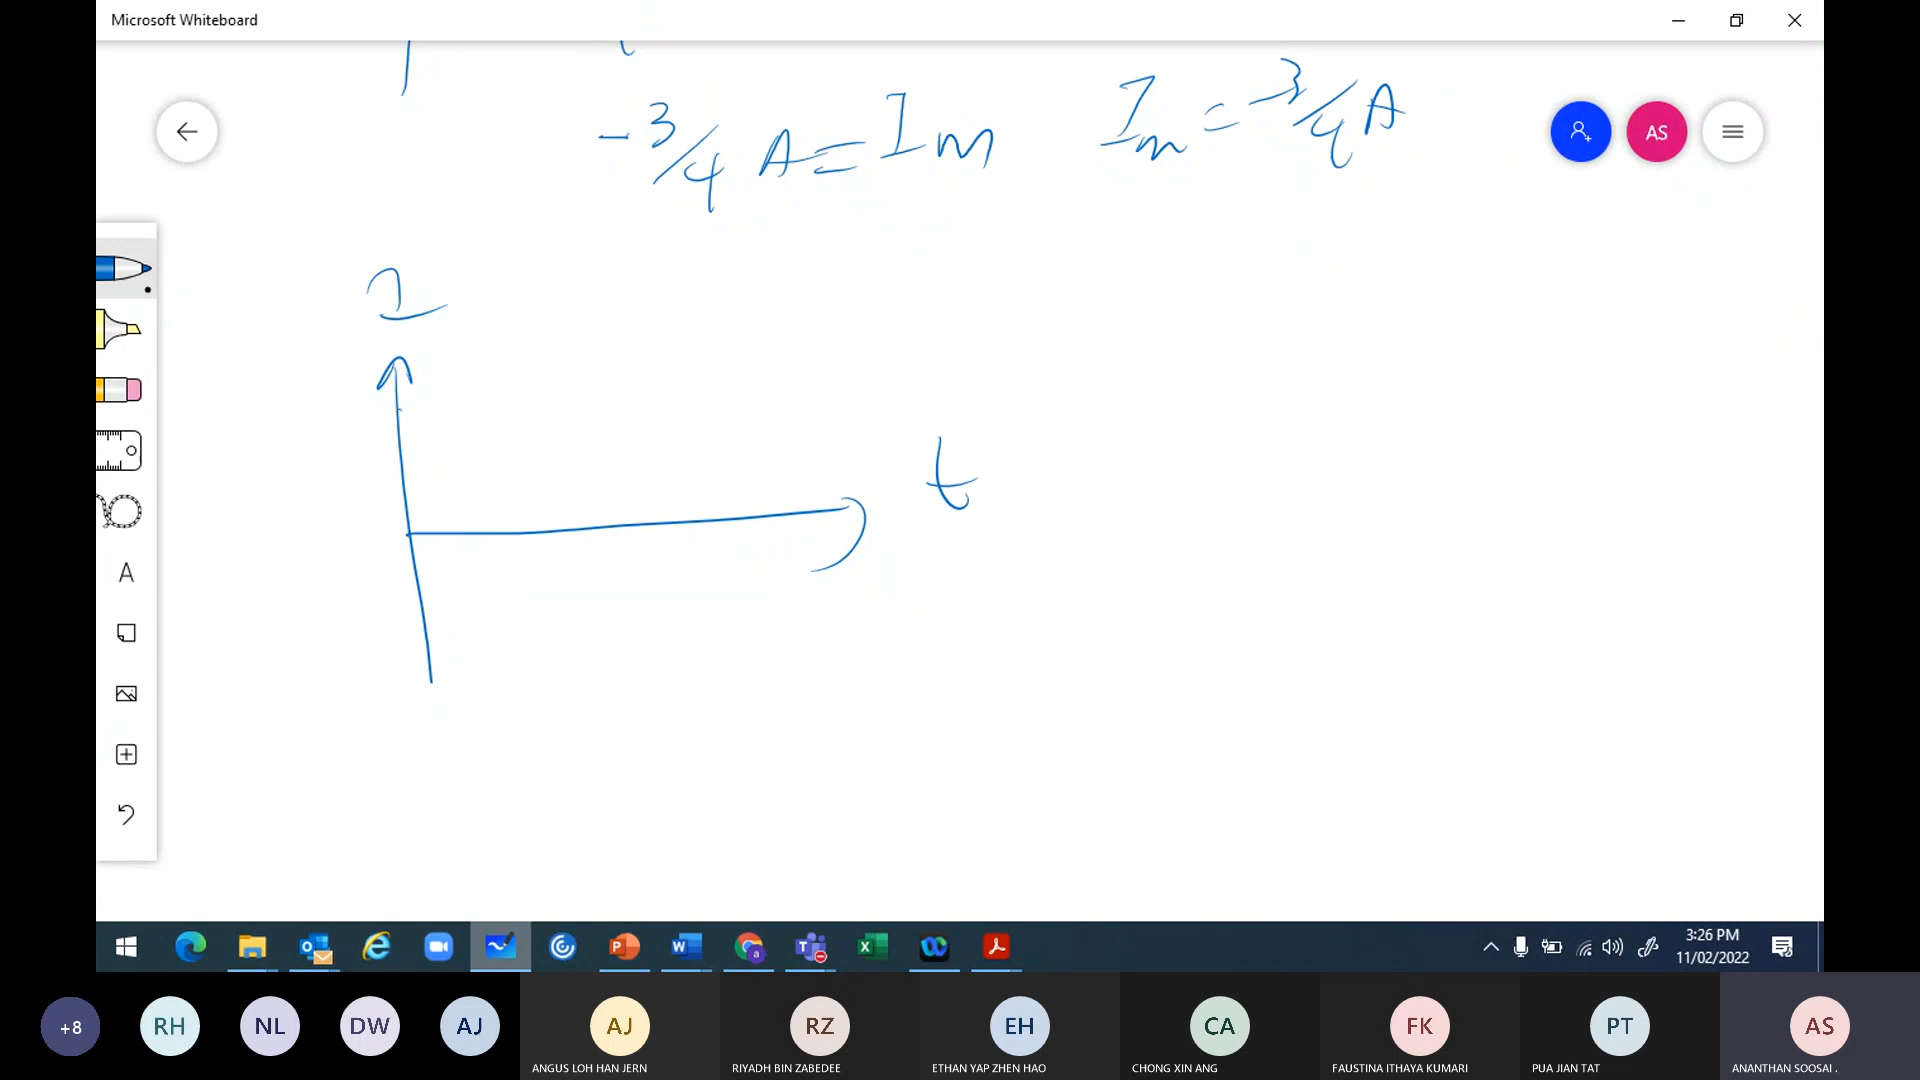 Microsoft Whiteboard
-3/4 A = Im
Im = 3/4 A
AS
I
t
A
3:26 PM
11/02/2022
+8
RH
NL
DW
AJ
AJ
ANGUS LOH HAN JERN
RZ
RIYADH BIN ZABEDEE
EH
ETHAN YAP ZHEN HAO
CA
CHONG XIN ANG
FK
FAUSTINA ITHAYA KUMARI
PT
PUA JIAN TAT
AS
ANANTHAN SOOSAI .